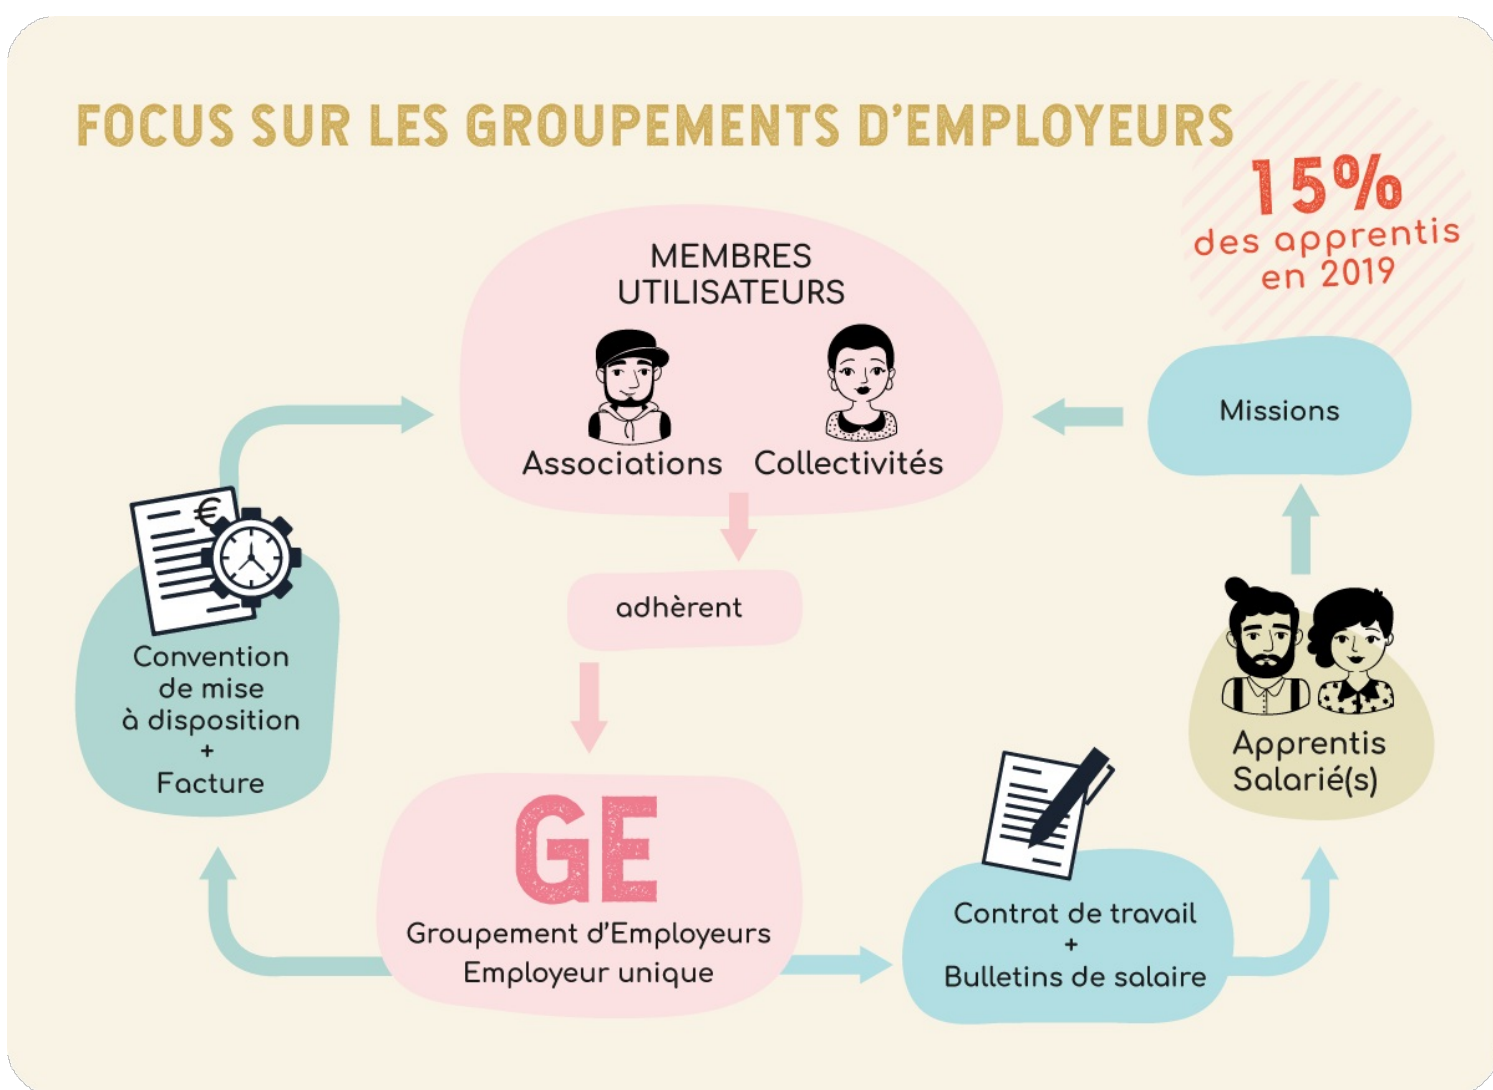 FOCUS SUR LES GROUPEMENTS D'EMPLOYEURS
15%
des apprentis
en 2019
MEMBRES
UTILISATEURS
Associations
Collectivités
Missions
adhèrent
€
Convention
de mise
à disposition
+
Facture
Apprentis
Salarié(s)
GE
Groupement d'Employeurs
Employeur unique
Contrat de travail
+
Bulletins de salaire